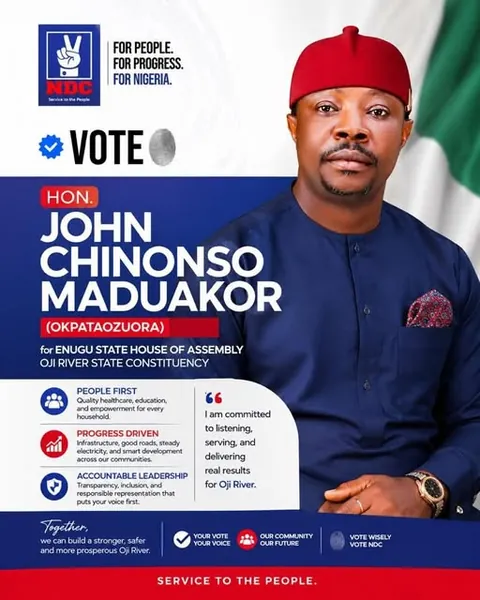 NDC
Service to the People
FOR PEOPLE.
FOR PROGRESS.
FOR NIGERIA.
VOTE
HON.
JOHN
CHINONSO
MADUAKOR
(OKPATAOZUORA)
for ENUGU STATE HOUSE OF ASSEMBLY
OJI RIVER STATE CONSTITUENCY
PEOPLE FIRST
Quality healthcare, education,
and empowerment for every
household.
PROGRESS DRIVEN
Infrastructure, good roads, steady
electricity, and smart development
across our communities.
ACCOUNTABLE LEADERSHIP
Transparency, inclusion, and
responsible representation that
puts your voice first.
I am committed
to listening,
serving, and
delivering
real results
for Oji River.
Together,
we can build a stronger, safer
and more prosperous Oji River.
YOUR VOTE
YOUR VOICE
OUR COMMUNITY
OUR FUTURE
VOTE WISELY
VOTE NDC
SERVICE TO THE PEOPLE.